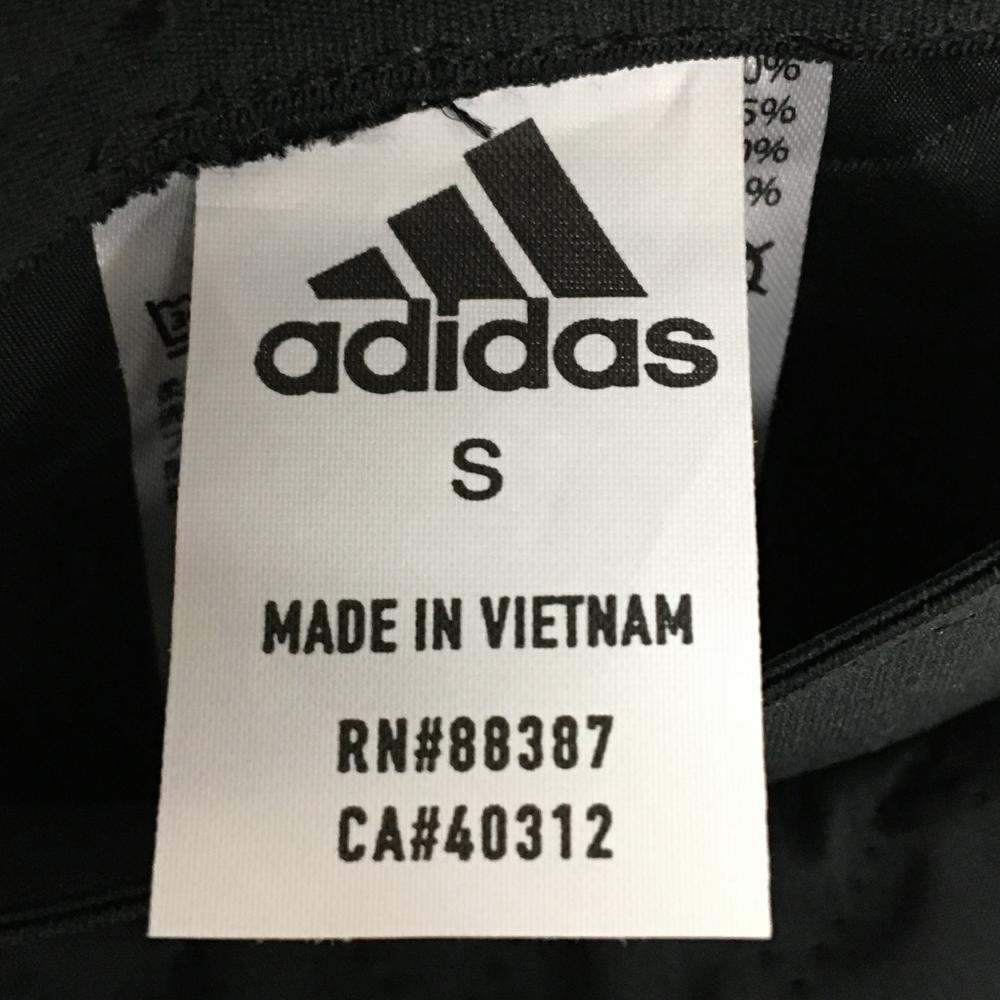 adidas
S
MADE IN VIETNAM
RN#88387
CA#40312